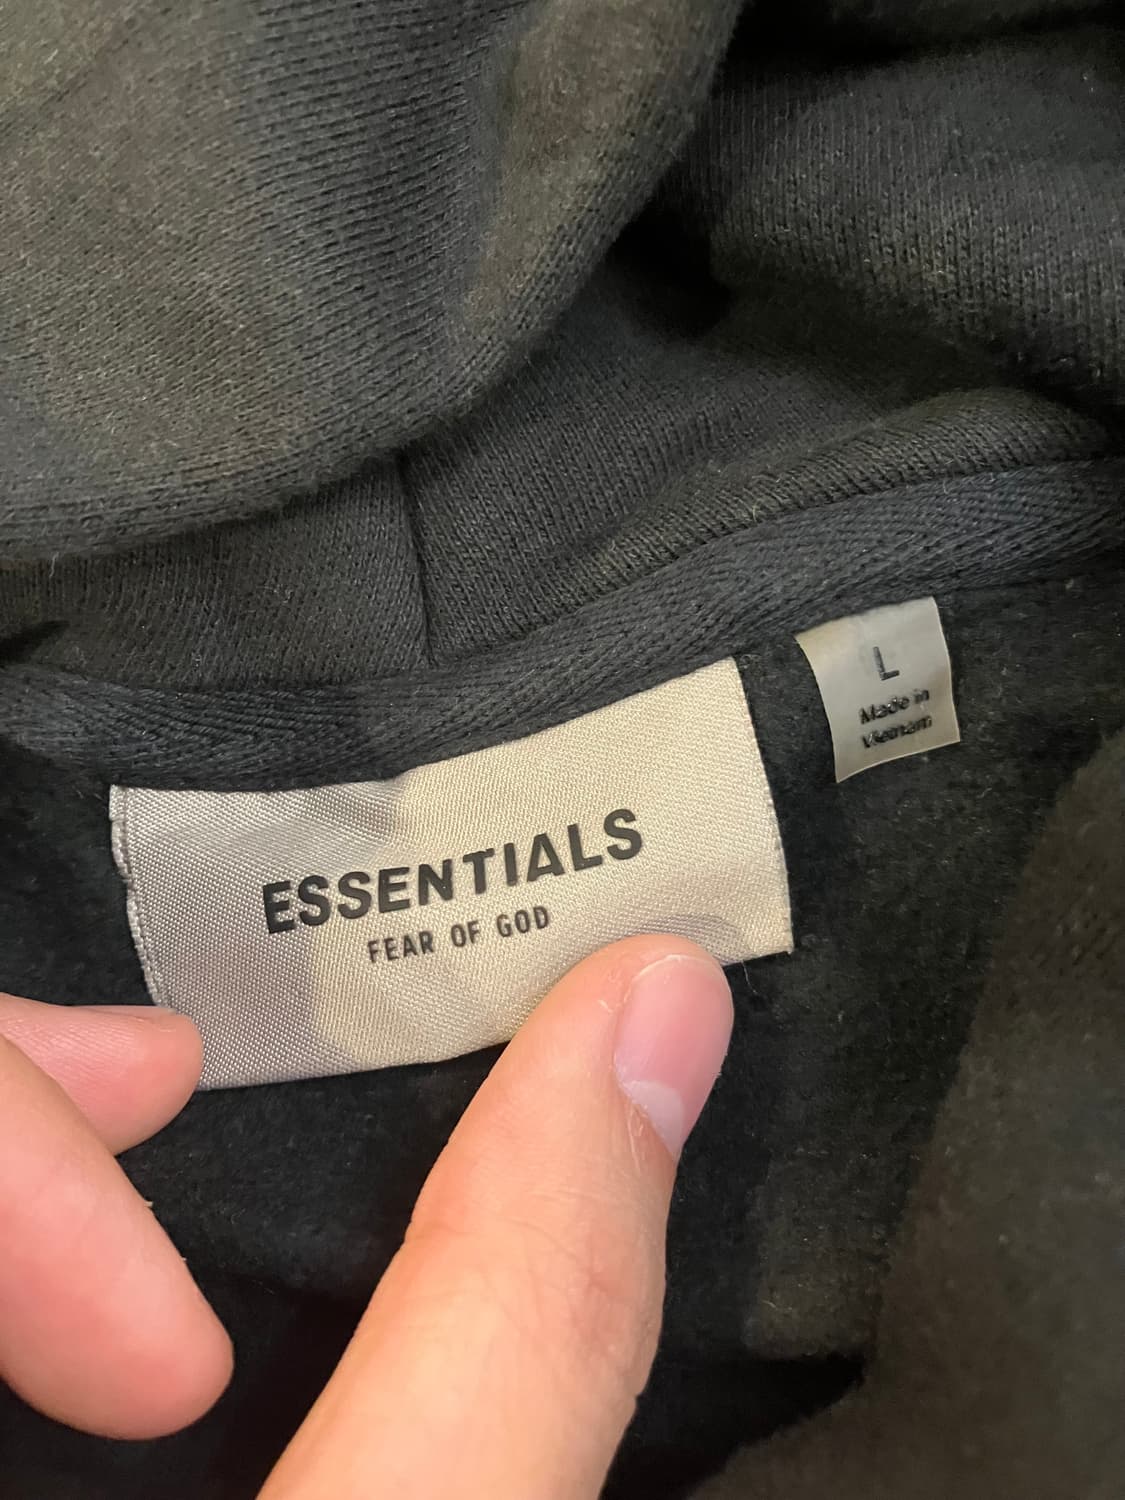 ESSENTIALS
FEAR OF GOD
L
Made in
Vietnam